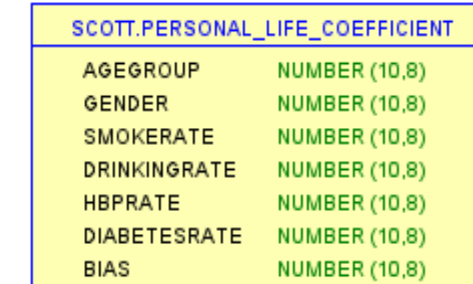 SCOTT.PERSONAL_LIFE_COEFFICIENT
AGEGROUP NUMBER (10,8)
GENDER NUMBER (10,8)
SMOKERATE NUMBER (10,8)
DRINKINGRATE NUMBER (10,8)
HBPRATE NUMBER (10,8)
DIABETESRATE NUMBER (10,8)
BIAS NUMBER (10,8)